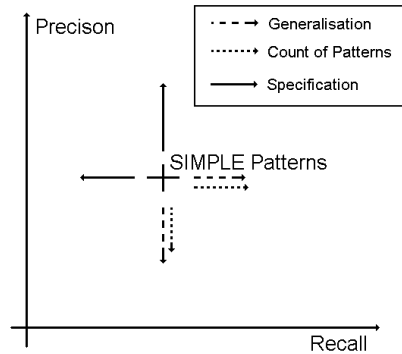 Precison
Generalisation
Count of Patterns
Specification
SIMPLE Patterns
Recall